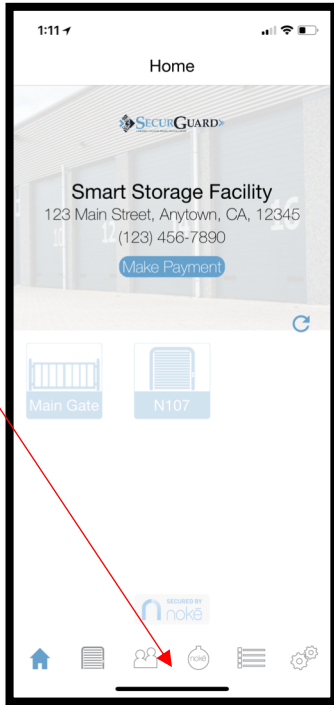 1:11
Home
SECURGUARD
Smart Storage Facility
123 Main Street, Anytown, CA, 12345
(123) 456-7890
Make Payment
Main Gate
N107
SECURED BY
nokē
nokē